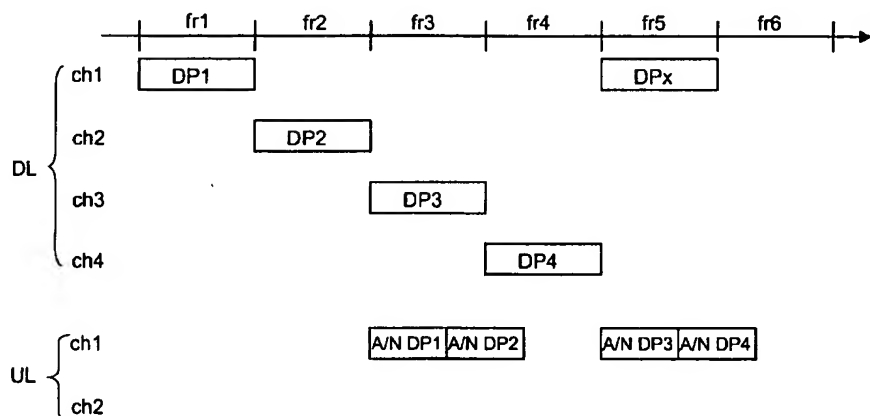 fr1 fr2 fr3 fr4 fr5 fr6
ch1 DP1 DPx
ch2 DP2
DL
ch3 DP3
ch4 DP4
ch1 A/N DP1 A/N DP2 A/N DP3 A/N DP4
UL
ch2